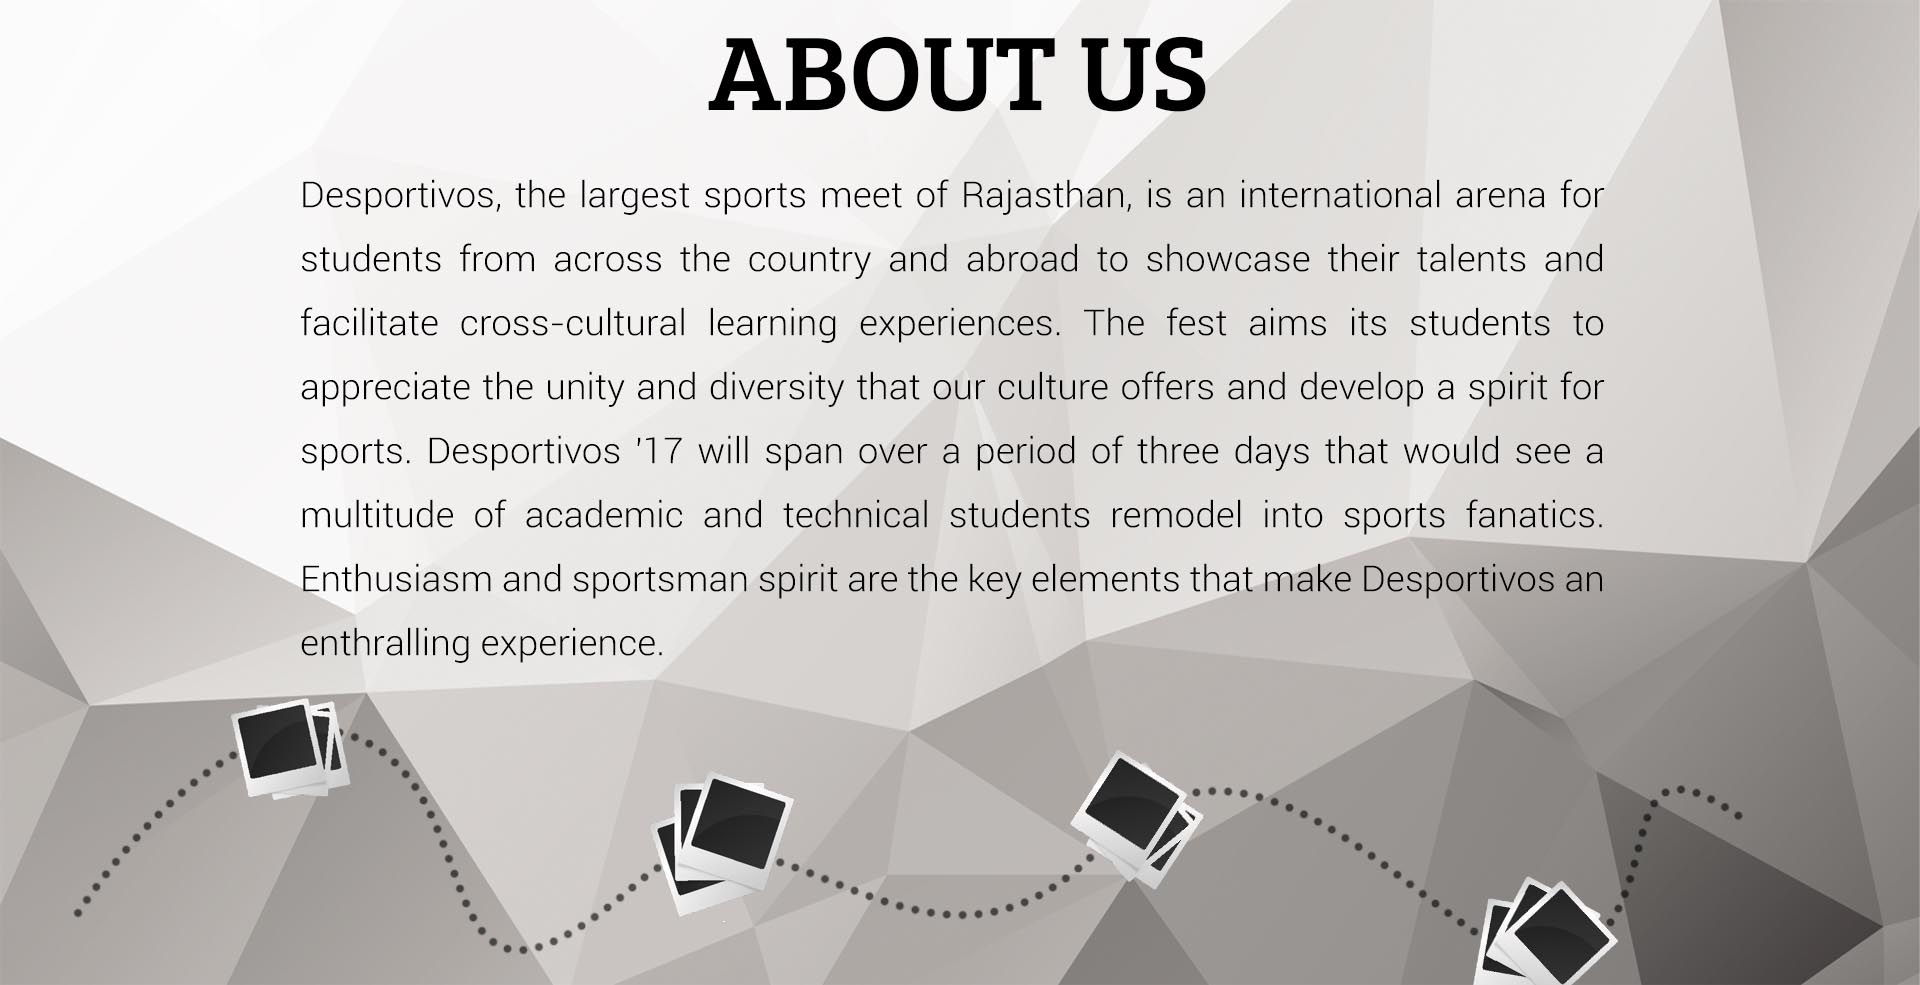 ABOUT US
Desportivos, the largest sports meet of Rajasthan, is an international arena for
students from across the country and abroad to showcase their talents and
facilitate cross-cultural learning experiences. The fest aims its students to
appreciate the unity and diversity that our culture offers and develop a spirit for
sports. Desportivos '17 will span over a period of three days that would see a
multitude of academic and technical students remodel into sports fanatics.
Enthusiasm and sportsman spirit are the key elements that make Desportivos an
enthralling experience.